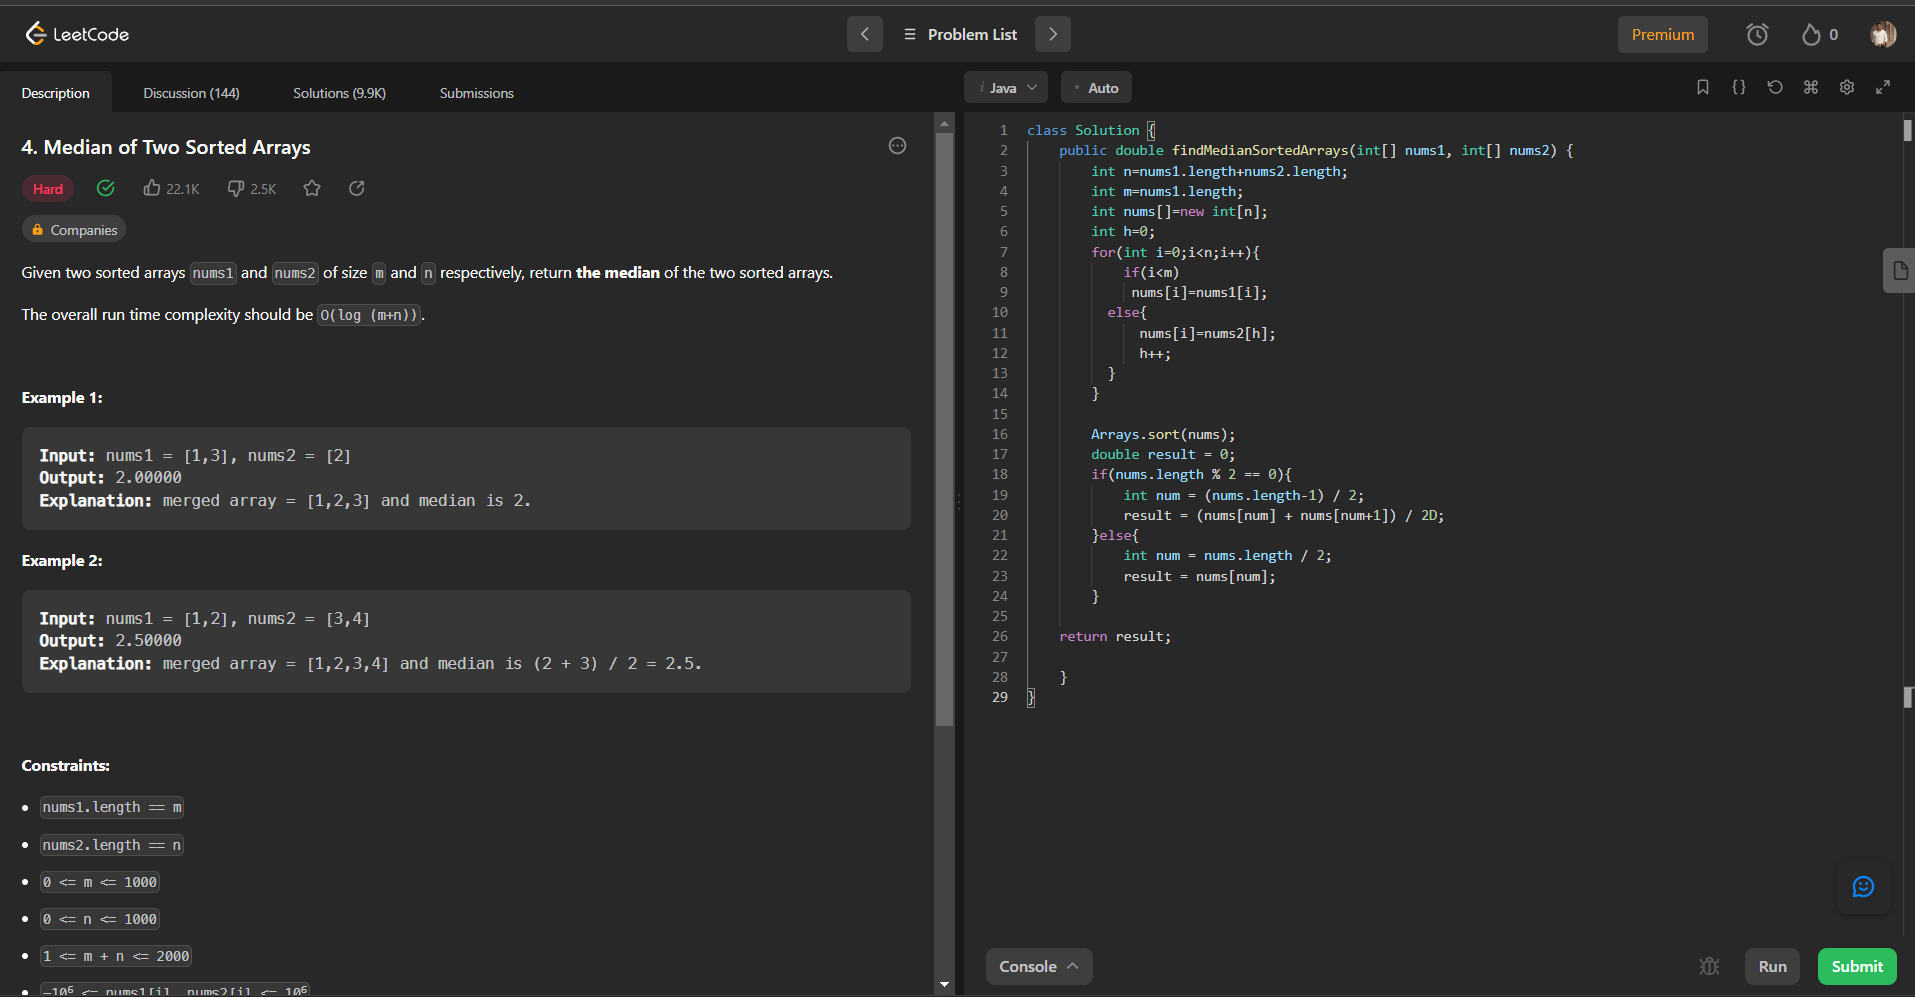 LeetCode
Problem List
Premium
0
Description
Discussion (144)
Solutions (9.9K)
Submissions
4. Median of Two Sorted Arrays
Hard
22.1K
2.5K
Companies
Given two sorted arrays nums1 and nums2 of size m and n respectively, return the median of the two sorted arrays.
The overall run time complexity should be O(log (m+n)).
Example 1:
Input: nums1 = [1,3], nums2 = [2]
Output: 2.00000
Explanation: merged array = [1,2,3] and median is 2.
Example 2:
Input: nums1 = [1,2], nums2 = [3,4]
Output: 2.50000
Explanation: merged array = [1,2,3,4] and median is (2 + 3) / 2 = 2.5.
Constraints:
nums1.length == m
nums2.length == n
0 <= m <= 1000
0 <= n <= 1000
1 <= m + n <= 2000
-10⁶ <= nums1[i], nums2[i] <= 10⁶
i Java
Auto
1 class Solution {
2 public double findMedianSortedArrays(int[] nums1, int[] nums2) {
3 int n=nums1.length+nums2.length;
4 int m=nums1.length;
5 int nums[]=new int[n];
6 int h=0;
7 for(int i=0;i<n;i++){
8 if(i<m)
9 nums[i]=nums1[i];
10 else{
11 nums[i]=nums2[h];
12 h++;
13 }
14 }
15
16 Arrays.sort(nums);
17 double result = 0;
18 if(nums.length % 2 == 0){
19 int num = (nums.length-1) / 2;
20 result = (nums[num] + nums[num+1]) / 2D;
21 }else{
22 int num = nums.length / 2;
23 result = nums[num];
24 }
25
26 return result;
27
28 }
29 }
Console
Run
Submit